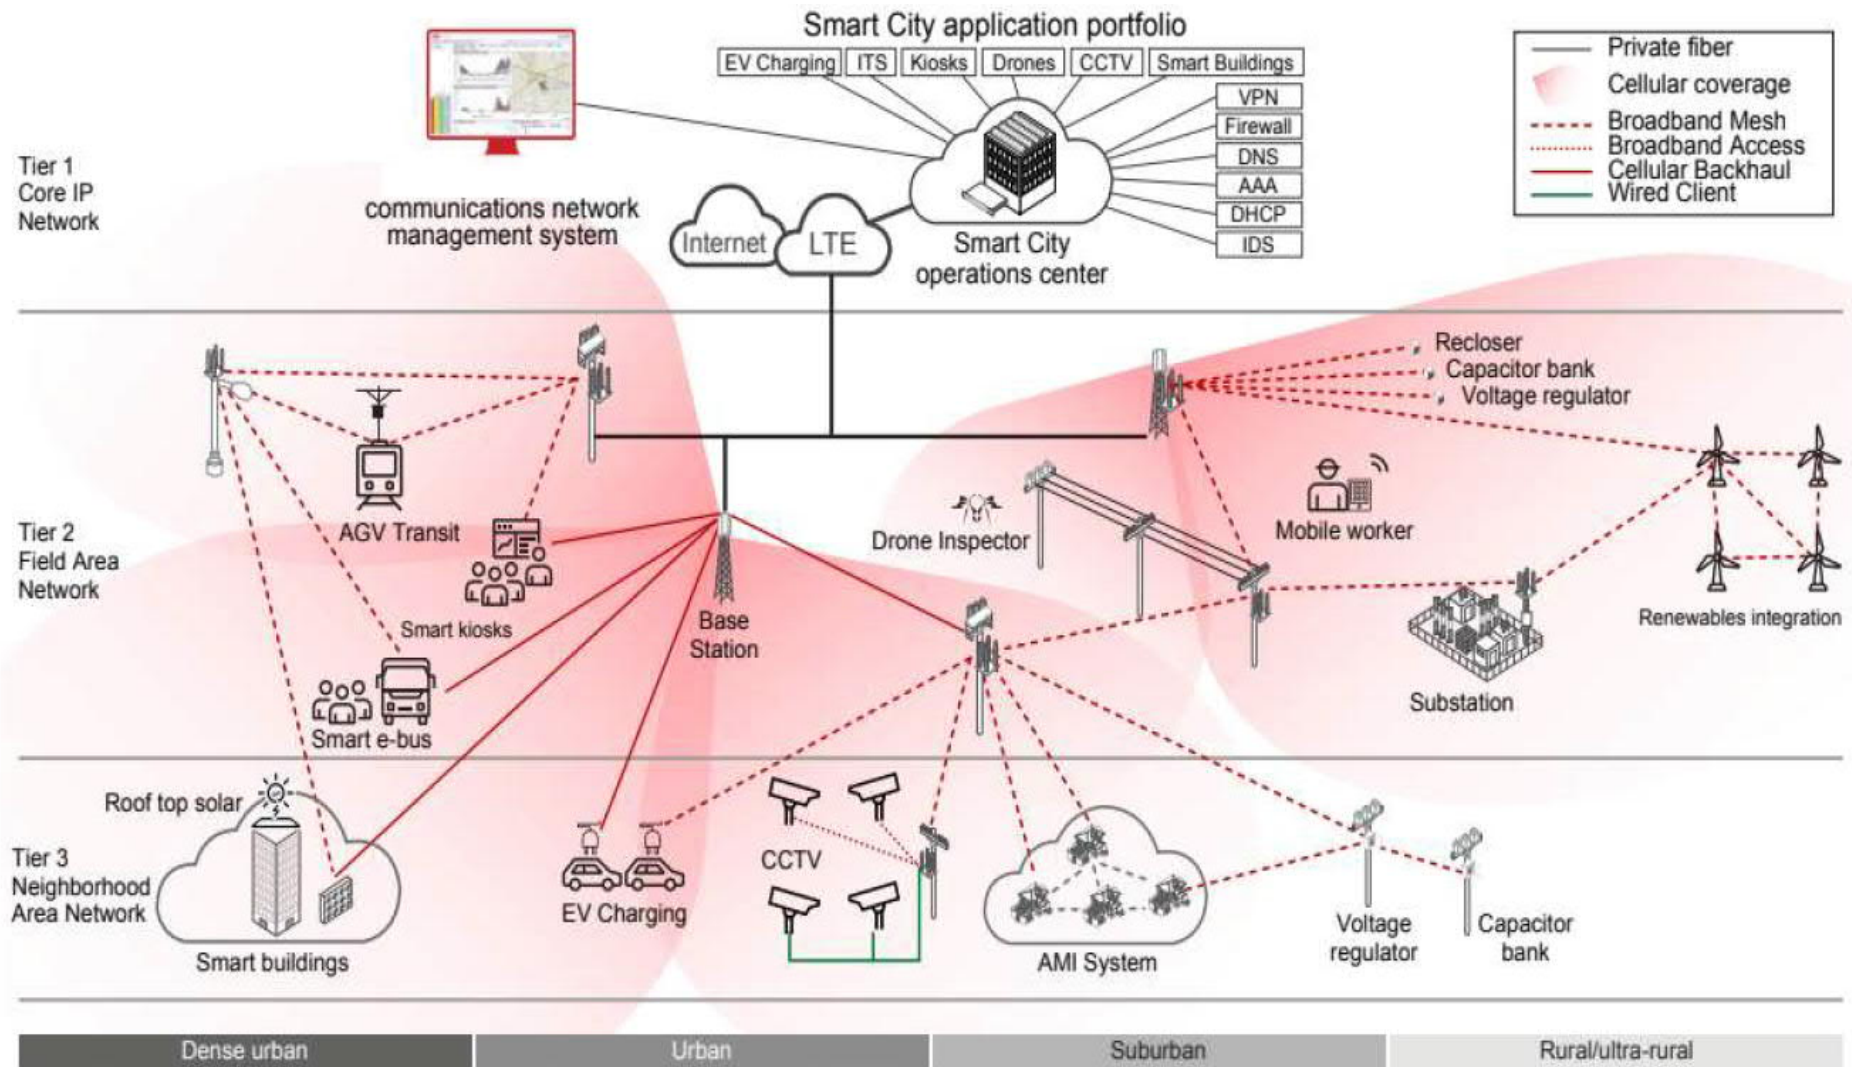 Smart City application portfolio
EV Charging
ITS
Kiosks
Drones
CCTV
Smart Buildings
VPN
Firewall
DNS
AAA
DHCP
IDS
Private fiber
Cellular coverage
Broadband Mesh
Broadband Access
Cellular Backhaul
Wired Client
Tier 1
Core IP
Network
communications network
management system
Internet
LTE
Smart City
operations center
Recloser
Capacitor bank
Voltage regulator
Tier 2
Field Area
Network
AGV Transit
Drone Inspector
Mobile worker
Smart kiosks
Base
Station
Renewables integration
Substation
Smart e-bus
Tier 3
Neighborhood
Area Network
Roof top solar
Smart buildings
EV Charging
CCTV
AMI System
Voltage
regulator
Capacitor
bank
Dense urban
Urban
Suburban
Rural/ultra-rural